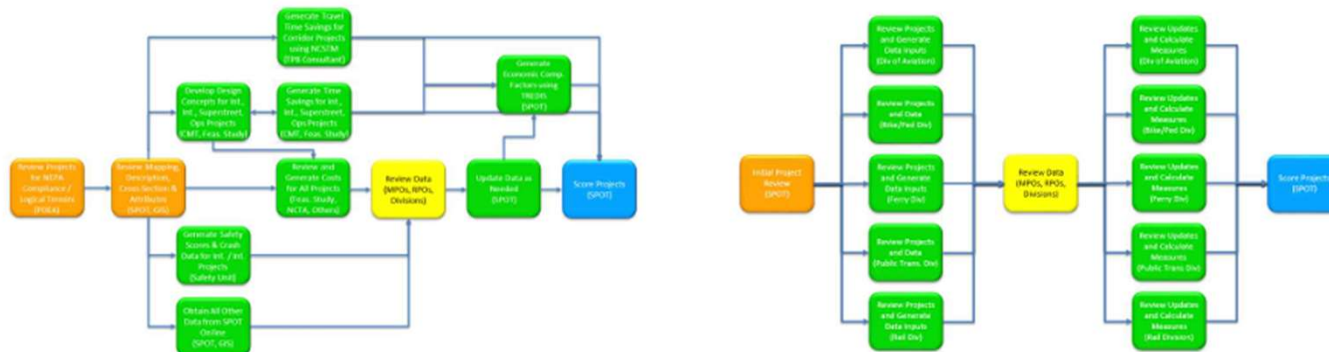 Generate Travel
Time Savings for
Corridor Projects
using NCSTM
(TPB Consultant)
Develop Design
Concepts for Int.,
Int., Superstreet,
Ops Projects
(CMT, Feas. Study)
Generate Time
Savings for Int.,
Int., Superstreet,
Ops Projects
(CMT, Feas. Study)
Generate
Economic Comp.
Factors using
TREDIS
(SPOT)
Review Projects
for NEPA
Compliance /
Logical Termini
(PDEA)
Review Mapping,
Description,
Cross-Section &
Attributes
(SPOT, GIS)
Review and
Generate Costs
for All Projects
(Feas. Study,
NCTA, Others)
Review Data
(MPOs, RPOs,
Divisions)
Update Data as
Needed
(SPOT)
Score Projects
(SPOT)
Generate Safety
Scores & Crash
Data for Int. / Int.
Projects
(Safety Unit)
Obtain All Other
Data from SPOT
Online
(SPOT, GIS)
Initial Project
Review
(SPOT)
Review Projects
and Generate
Data Inputs
(Div of Aviation)
Review Projects
and Data
(Bike/Ped Div)
Review Projects
and Generate
Data Inputs
(Ferry Div)
Review Projects
and Data
(Public Trans. Div)
Review Projects
and Generate
Data Inputs
(Rail Div)
Review Data
(MPOs, RPOs,
Divisions)
Review Updates
and Calculate
Measures
(Div of Aviation)
Review Updates
and Calculate
Measures
(Bike/Ped Div)
Review Updates
and Calculate
Measures
(Ferry Div)
Review Updates
and Calculate
Measures
(Public Trans Div)
Review Updates
and Calculate
Measures
(Rail Division)
Score Projects
(SPOT)